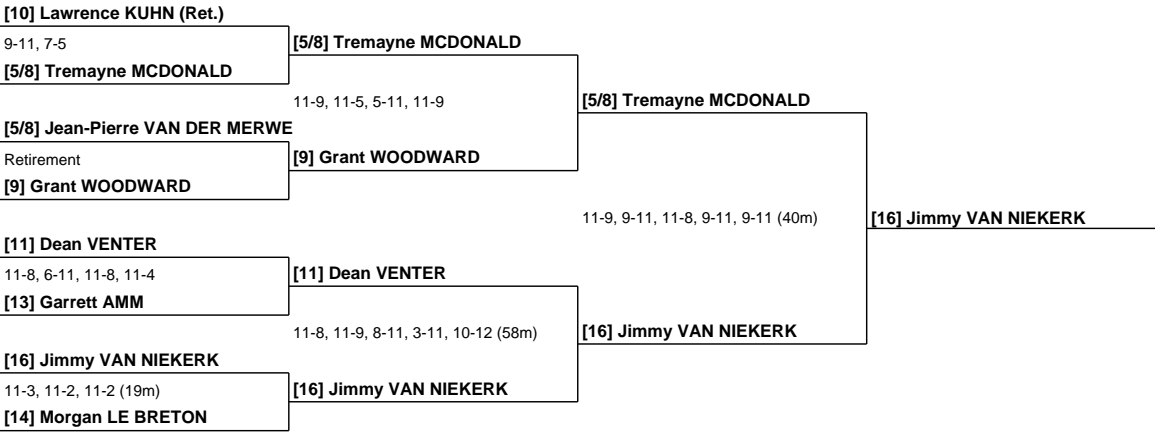 [10] Lawrence KUHN (Ret.)
9-11, 7-5
[5/8] Tremayne MCDONALD
[5/8] Tremayne MCDONALD
11-9, 11-5, 5-11, 11-9
[5/8] Tremayne MCDONALD
[5/8] Jean-Pierre VAN DER MERWE
Retirement
[9] Grant WOODWARD
[9] Grant WOODWARD
11-9, 9-11, 11-8, 9-11, 9-11 (40m)
[16] Jimmy VAN NIEKERK
[11] Dean VENTER
11-8, 6-11, 11-8, 11-4
[11] Dean VENTER
[13] Garrett AMM
11-8, 11-9, 8-11, 3-11, 10-12 (58m)
[16] Jimmy VAN NIEKERK
[16] Jimmy VAN NIEKERK
11-3, 11-2, 11-2 (19m)
[16] Jimmy VAN NIEKERK
[14] Morgan LE BRETON